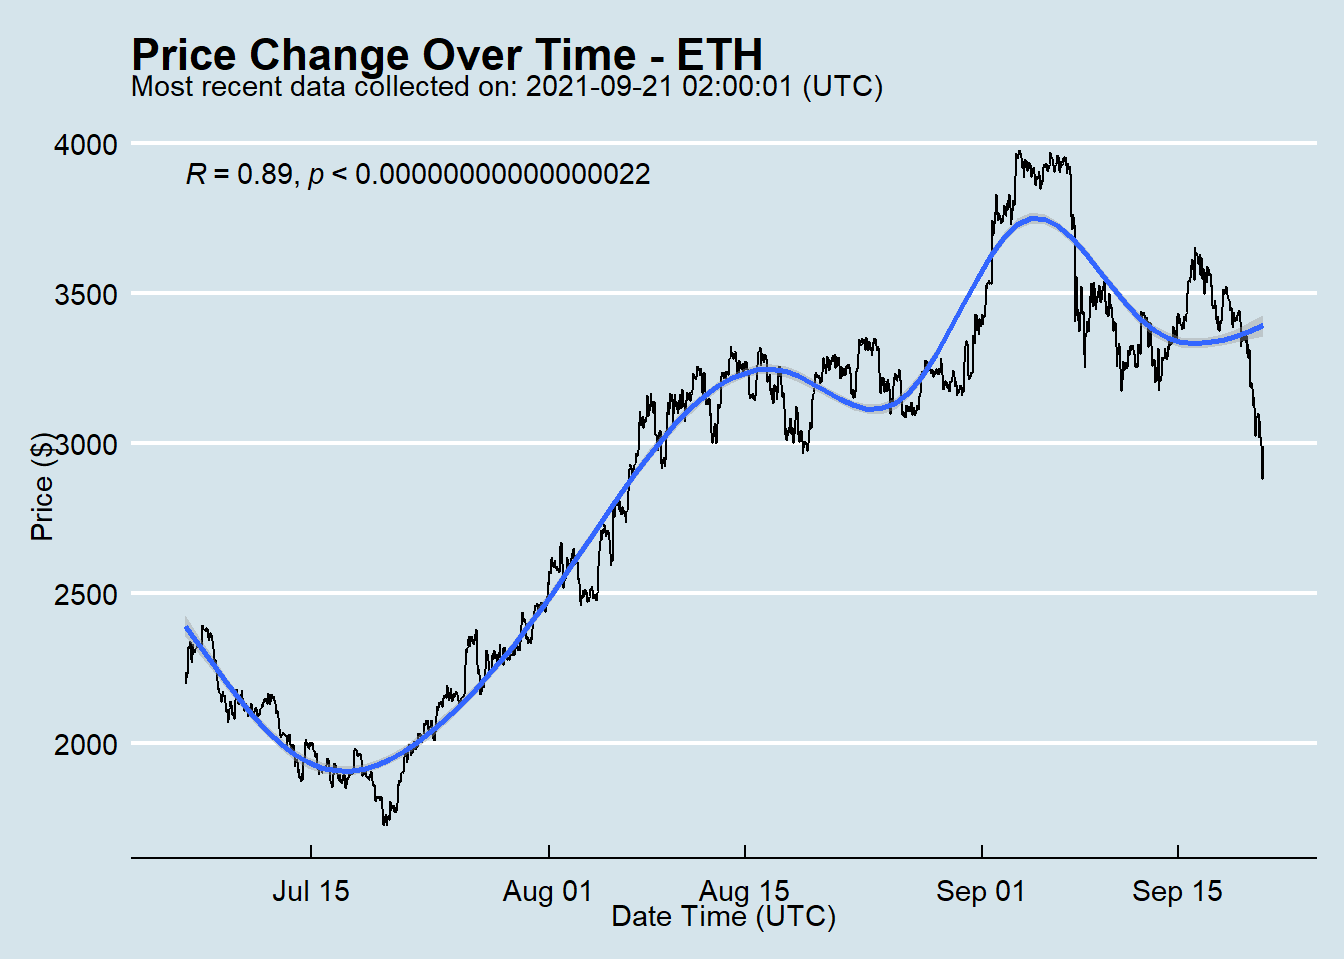 Price Change Over Time - ETH
Most recent data collected on: 2021-09-21 02:00:01 (UTC)
R = 0.89, p < 0.00000000000000022
4000
3500
3000
2500
2000
Price ($)
Jul 15
Aug 01
Aug 15
Sep 01
Sep 15
Date Time (UTC)